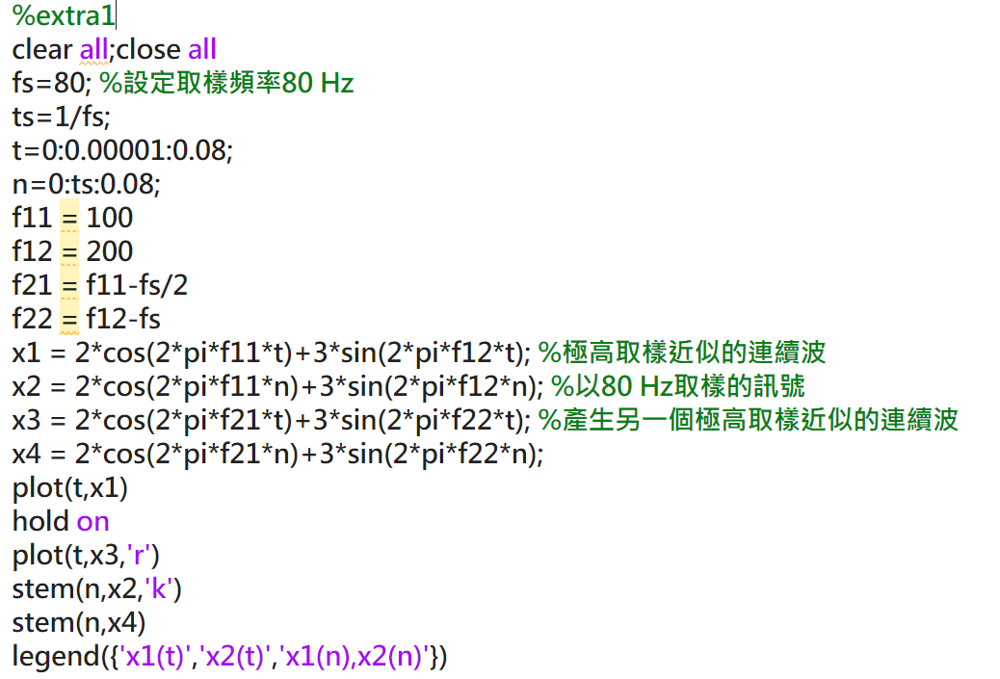 %extra1
clear all;close all
fs=80; %設定取樣頻率80 Hz
ts=1/fs;
t=0:0.00001:0.08;
n=0:ts:0.08;
f11 = 100
f12 = 200
f21 = f11-fs/2
f22 = f12-fs
x1 = 2*cos(2*pi*f11*t)+3*sin(2*pi*f12*t); %極高取樣近似的連續波
x2 = 2*cos(2*pi*f11*n)+3*sin(2*pi*f12*n); %以80 Hz取樣的訊號
x3 = 2*cos(2*pi*f21*t)+3*sin(2*pi*f22*t); %產生另一個極高取樣近似的連續波
x4 = 2*cos(2*pi*f21*n)+3*sin(2*pi*f22*n);
plot(t,x1)
hold on
plot(t,x3,'r')
stem(n,x2,'k')
stem(n,x4)
legend({'x1(t)','x2(t)','x1(n),x2(n)'})